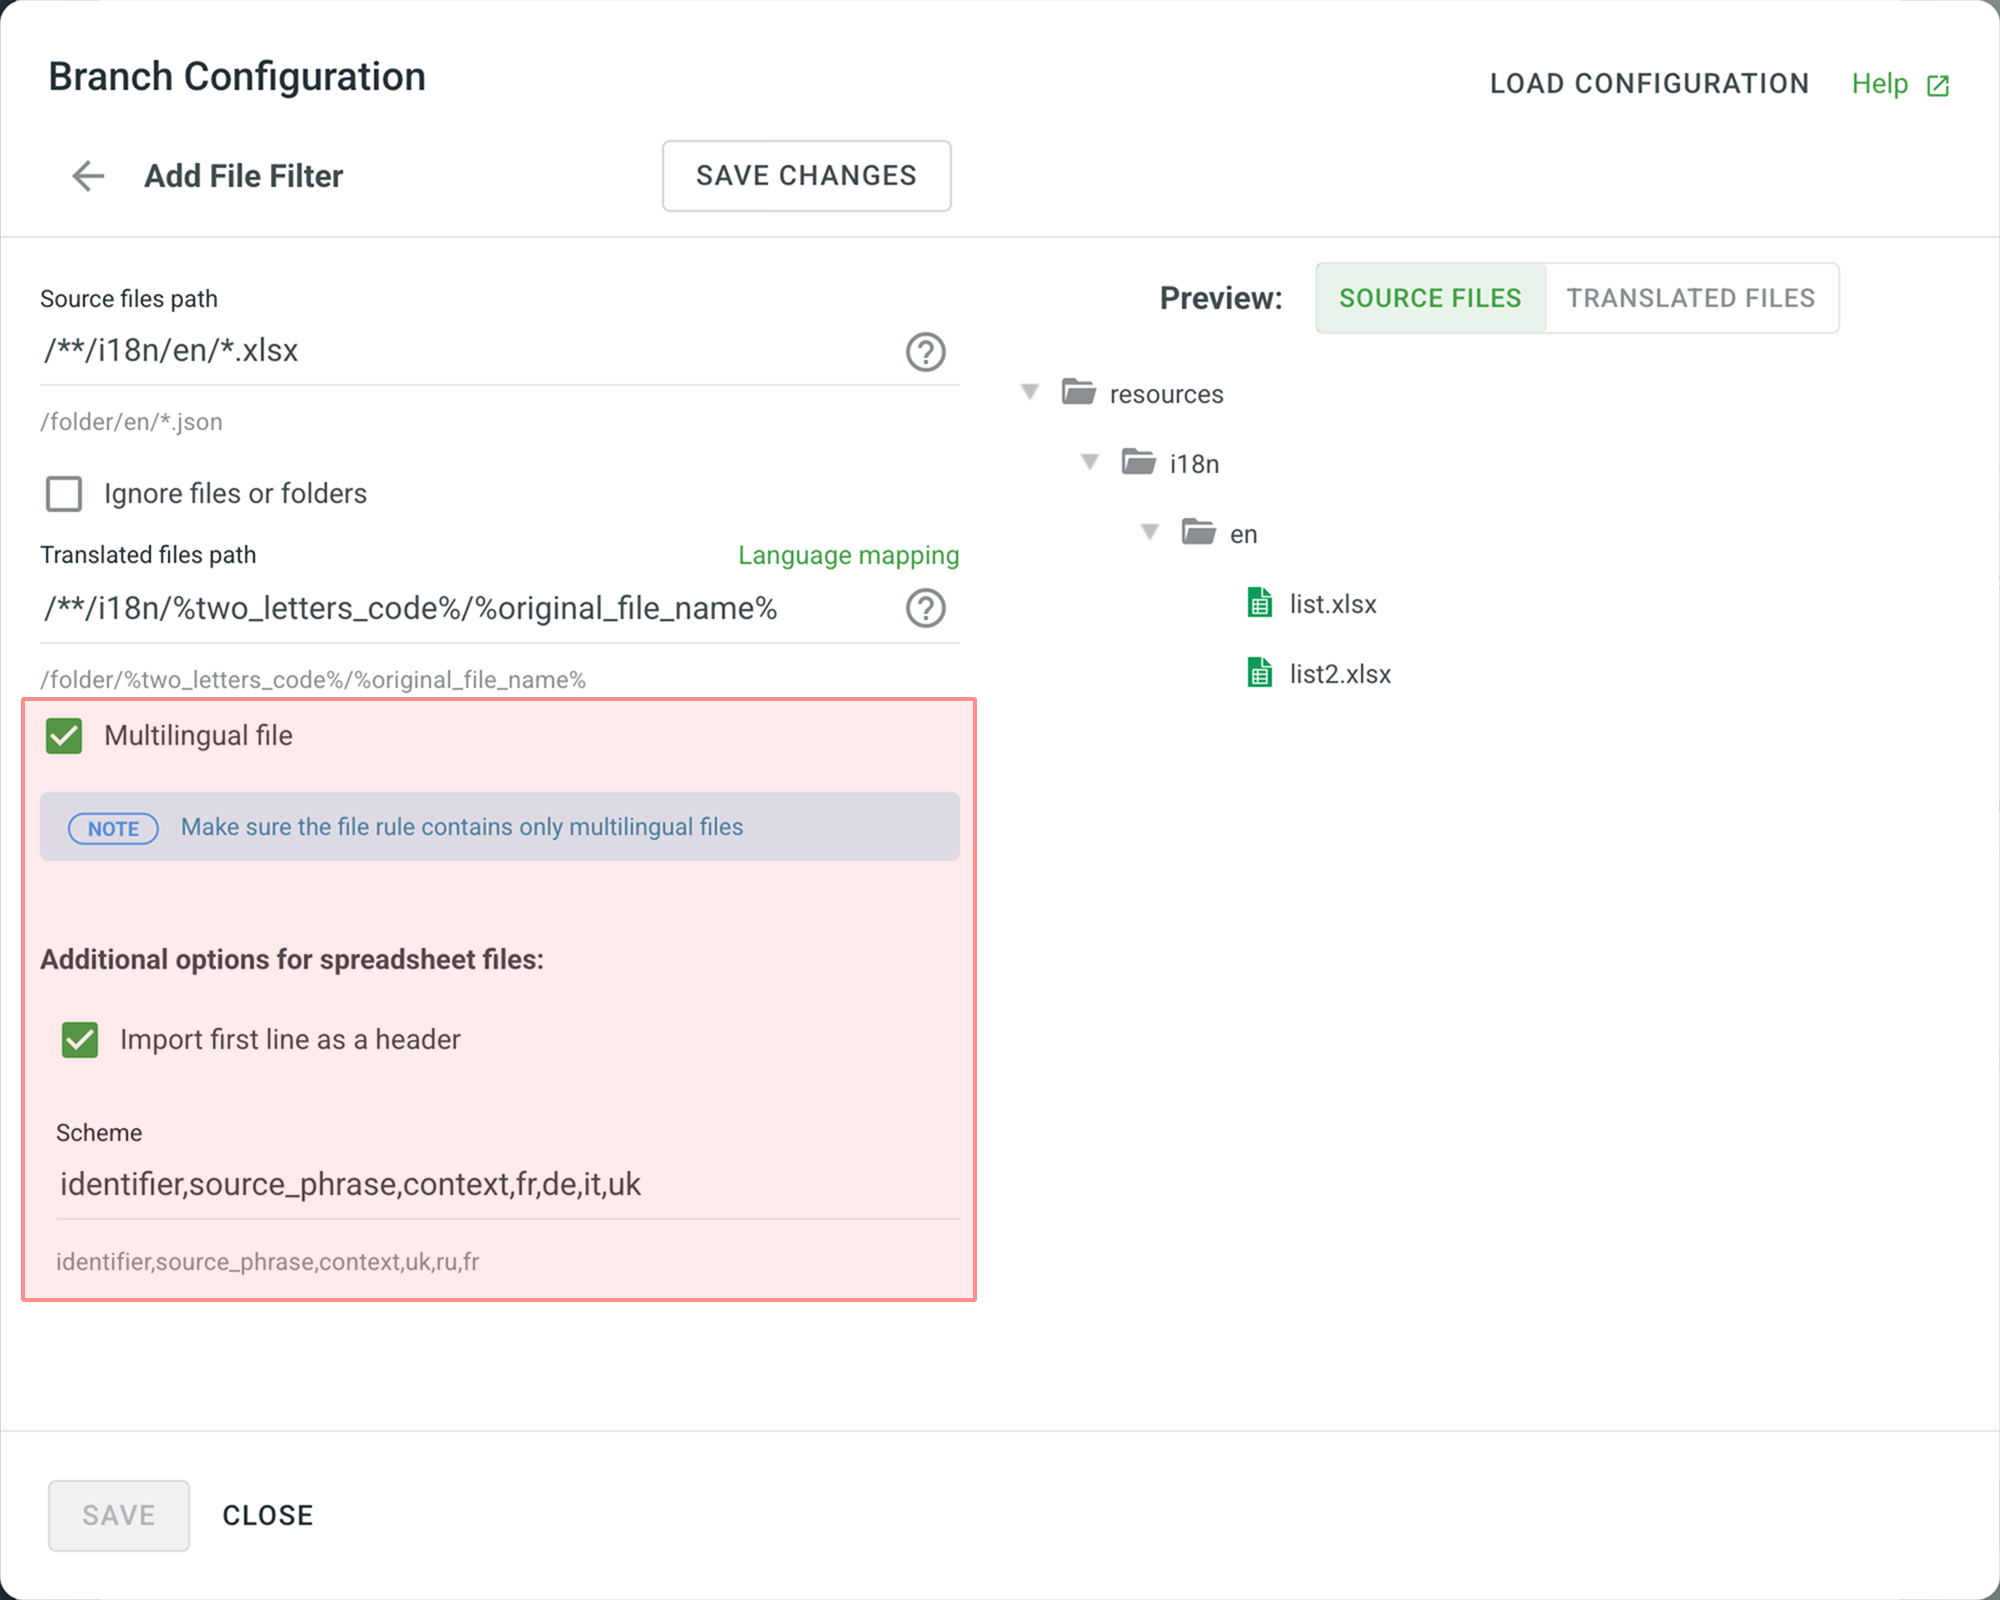 Branch Configuration
LOAD CONFIGURATION
Help
Add File Filter
SAVE CHANGES
Source files path
/**/i18n/en/*.xlsx
/folder/en/*.json
Ignore files or folders
Translated files path
Language mapping
/**/i18n/%two_letters_code%/%original_file_name%
/folder/%two_letters_code%/%original_file_name%
Multilingual file
NOTE Make sure the file rule contains only multilingual files
Additional options for spreadsheet files:
Import first line as a header
Scheme
identifier,source_phrase,context,fr,de,it,uk
identifier,source_phrase,context,uk,ru,fr
Preview:
SOURCE FILES
TRANSLATED FILES
resources
i18n
en
list.xlsx
list2.xlsx
SAVE
CLOSE